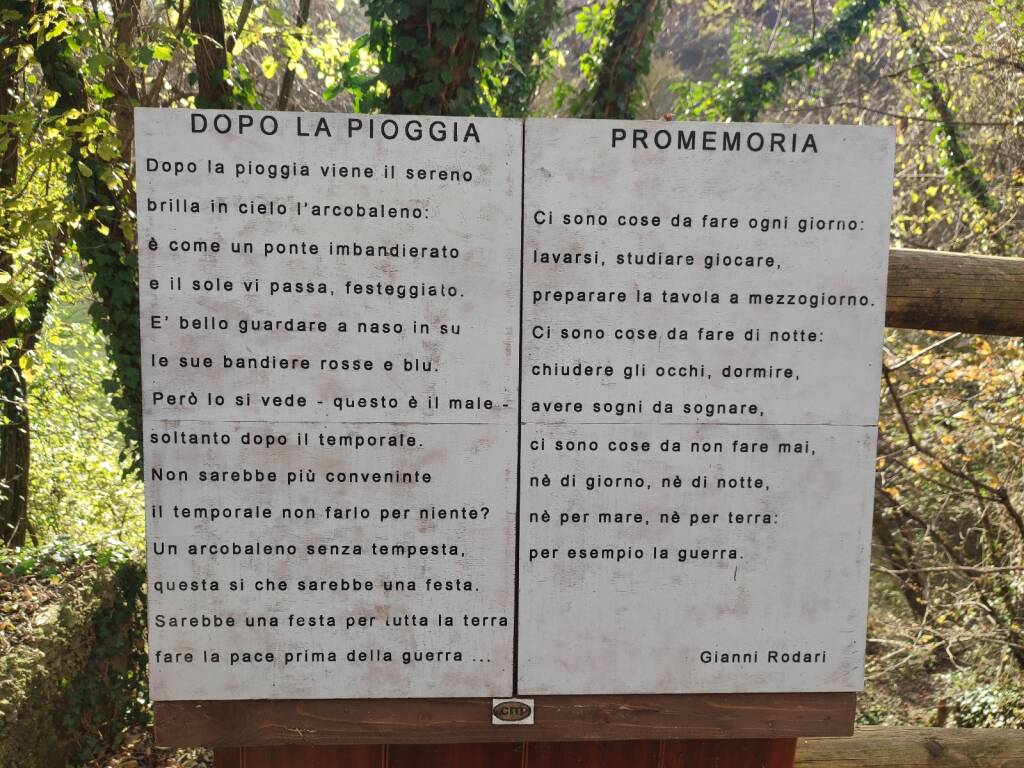 DOPO LA PIOGGIA
Dopo la pioggia viene il sereno
brilla in cielo l'arcobaleno:
è come un ponte imbandierato
e il sole vi passa, festeggiato.
E' bello guardare a naso in su
le sue bandiere rosse e blu.
Però lo si vede - questo è il male -
soltanto dopo il temporale.
Non sarebbe più conveninte
il temporale non farlo per niente?
Un arcobaleno senza tempesta,
questa si che sarebbe una festa.
Sarebbe una festa per tutta la terra
fare la pace prima della guerra ...
PROMEMORIA
Ci sono cose da fare ogni giorno:
lavarsi, studiare giocare,
preparare la tavola a mezzogiorno.
Ci sono cose da fare di notte:
chiudere gli occhi, dormire,
avere sogni da sognare,
ci sono cose da non fare mai,
nè di giorno, nè di notte,
nè per mare, nè per terra:
per esempio la guerra.
Gianni Rodari
cm